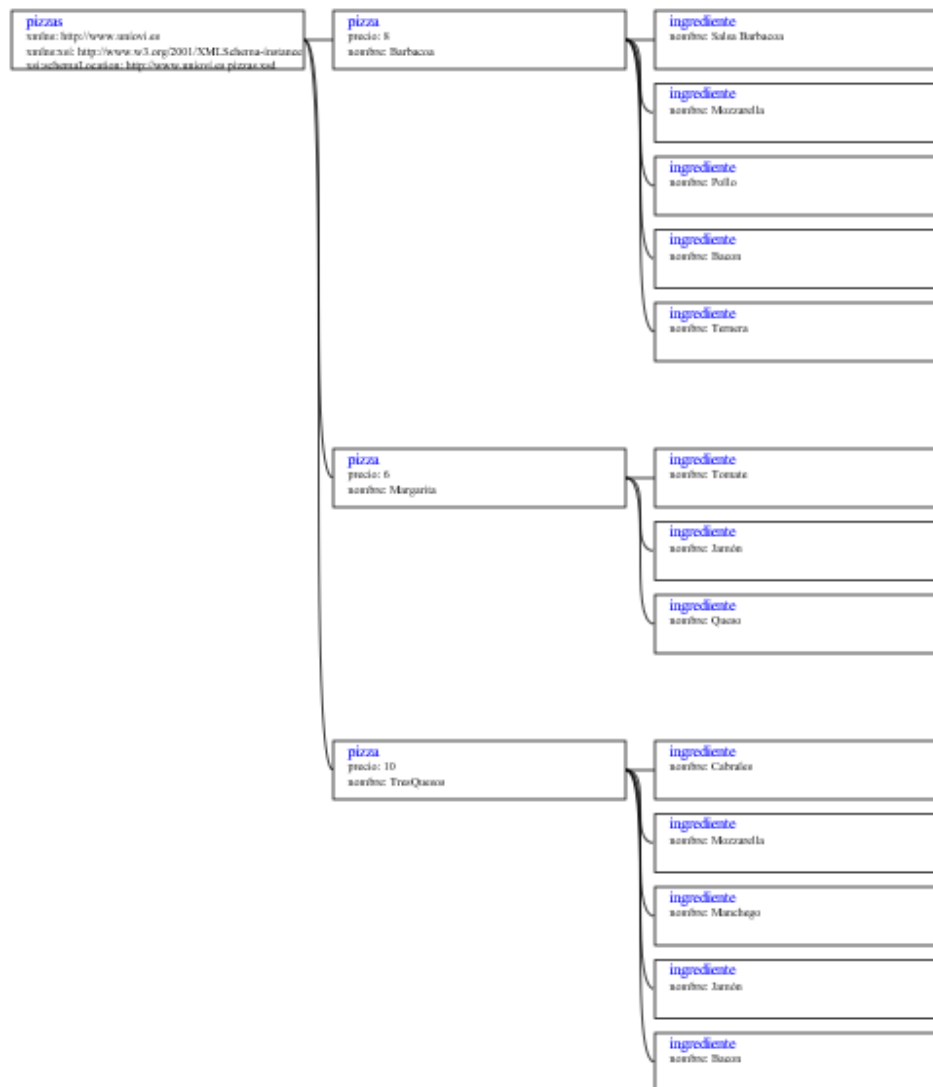 pizzas
xmlns: http://www.uniovi.es
xmlns:xsi: http://www.w3.org/2001/XMLSchema-instance
xsi:schemaLocation: http://www.uniovi.es pizzas.xsd
pizza
precio: 8
nombre: Barbacoa
ingrediente
nombre: Salsa Barbacoa
ingrediente
nombre: Mozzarella
ingrediente
nombre: Pollo
ingrediente
nombre: Bacon
ingrediente
nombre: Ternera
pizza
precio: 6
nombre: Margarita
ingrediente
nombre: Tomate
ingrediente
nombre: Jamón
ingrediente
nombre: Queso
pizza
precio: 10
nombre: TresQuesos
ingrediente
nombre: Cabrales
ingrediente
nombre: Mozzarella
ingrediente
nombre: Manchego
ingrediente
nombre: Jamón
ingrediente
nombre: Bacon